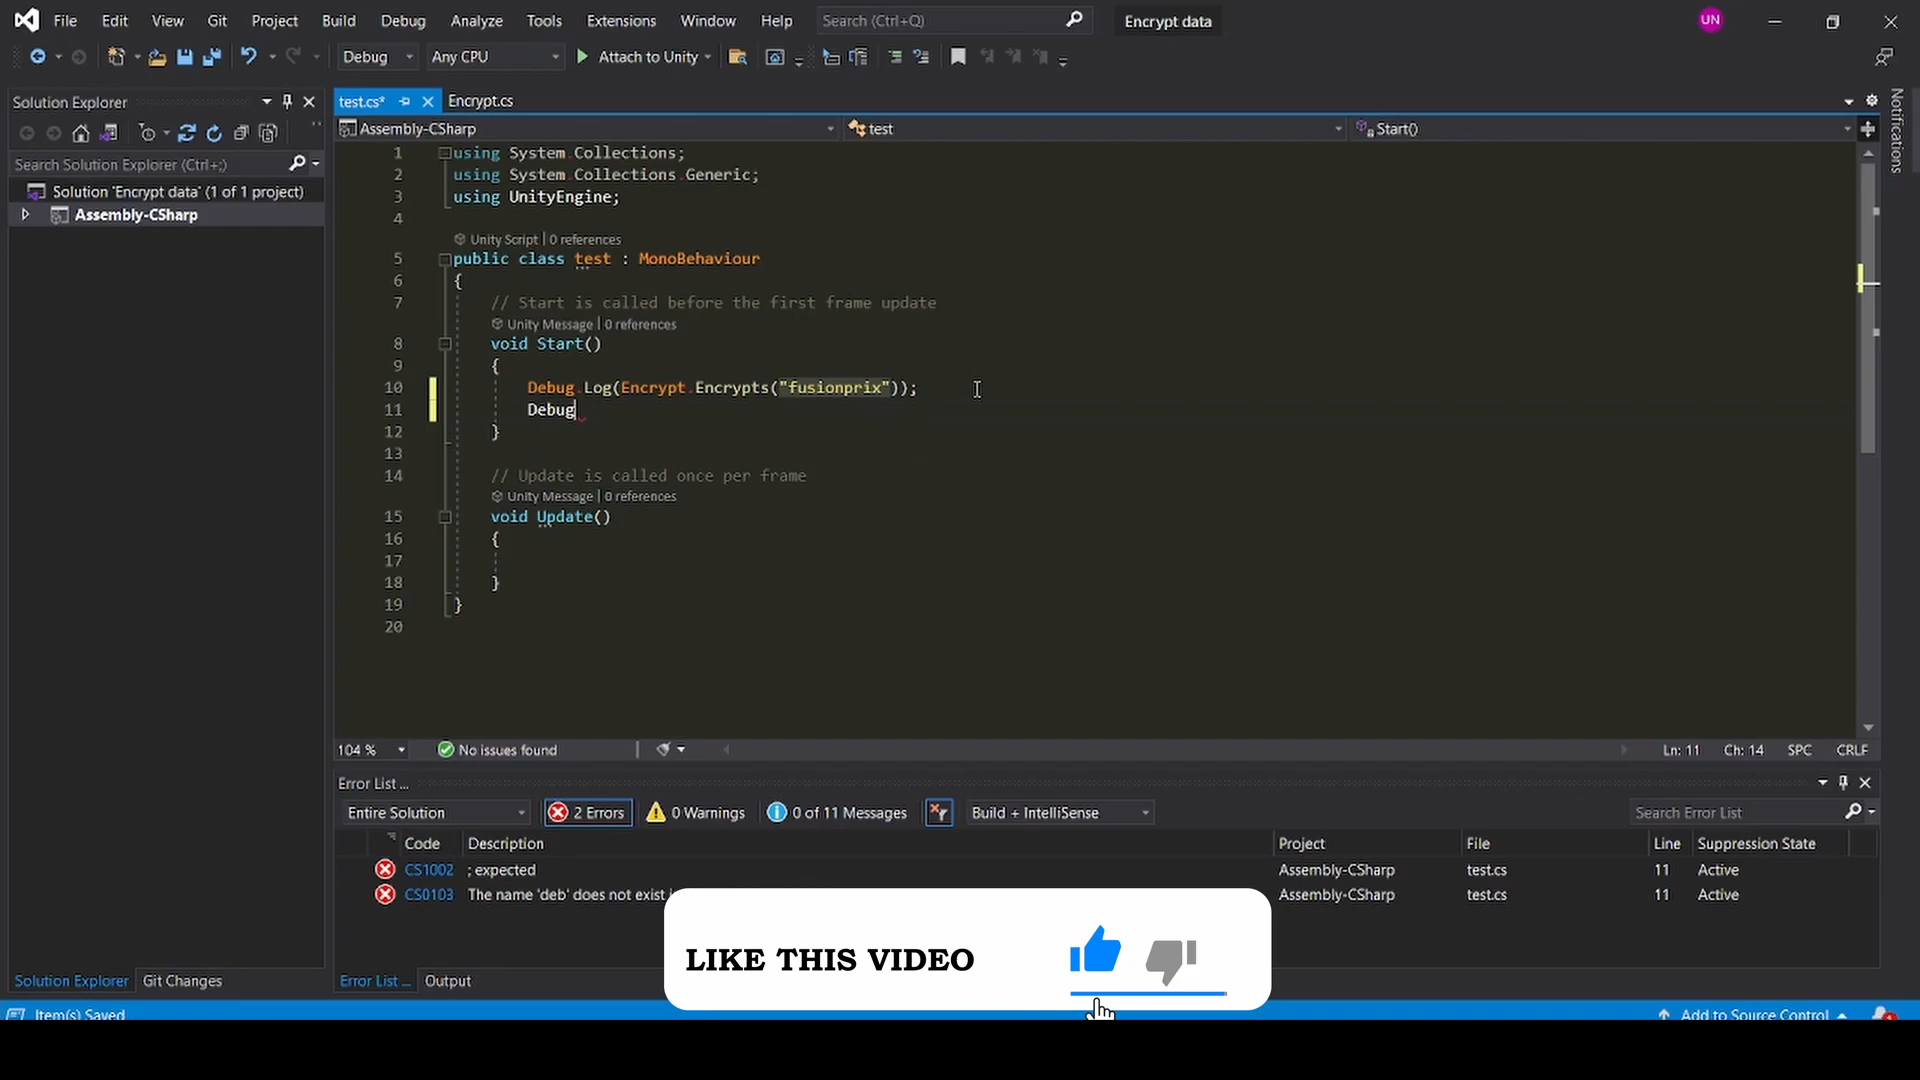 File Edit View Git Project Build Debug Analyze Tools Extensions Window Help Search (Ctrl+Q) Encrypt data UN
Debug Any CPU Attach to Unity
Solution Explorer
test.cs* Encrypt.cs
Assembly-CSharp test Start()
Search Solution Explorer (Ctrl+;)
Solution 'Encrypt data' (1 of 1 project)
Assembly-CSharp
Notifications
1 using System.Collections;
2 using System.Collections.Generic;
3 using UnityEngine;
4
Unity Script | 0 references
5 public class test : MonoBehaviour
6 {
7 // Start is called before the first frame update
Unity Message | 0 references
8 void Start()
9 {
10 Debug.Log(Encrypt.Encrypts("fusionprix"));
11 Debug
12 }
13
14 // Update is called once per frame
Unity Message | 0 references
15 void Update()
16 {
17
18 }
19 }
20
104 % No issues found Ln: 11 Ch: 14 SPC CRLF
Error List ...
Entire Solution 2 Errors 0 Warnings 0 of 11 Messages Build + IntelliSense Search Error List
Code Description Project File Line Suppression State
CS1002 ; expected Assembly-CSharp test.cs 11 Active
CS0103 The name 'deb' does not exist Assembly-CSharp test.cs 11 Active
LIKE THIS VIDEO
Solution Explorer Git Changes Error List ... Output
Item(s) Saved Add to Source Control